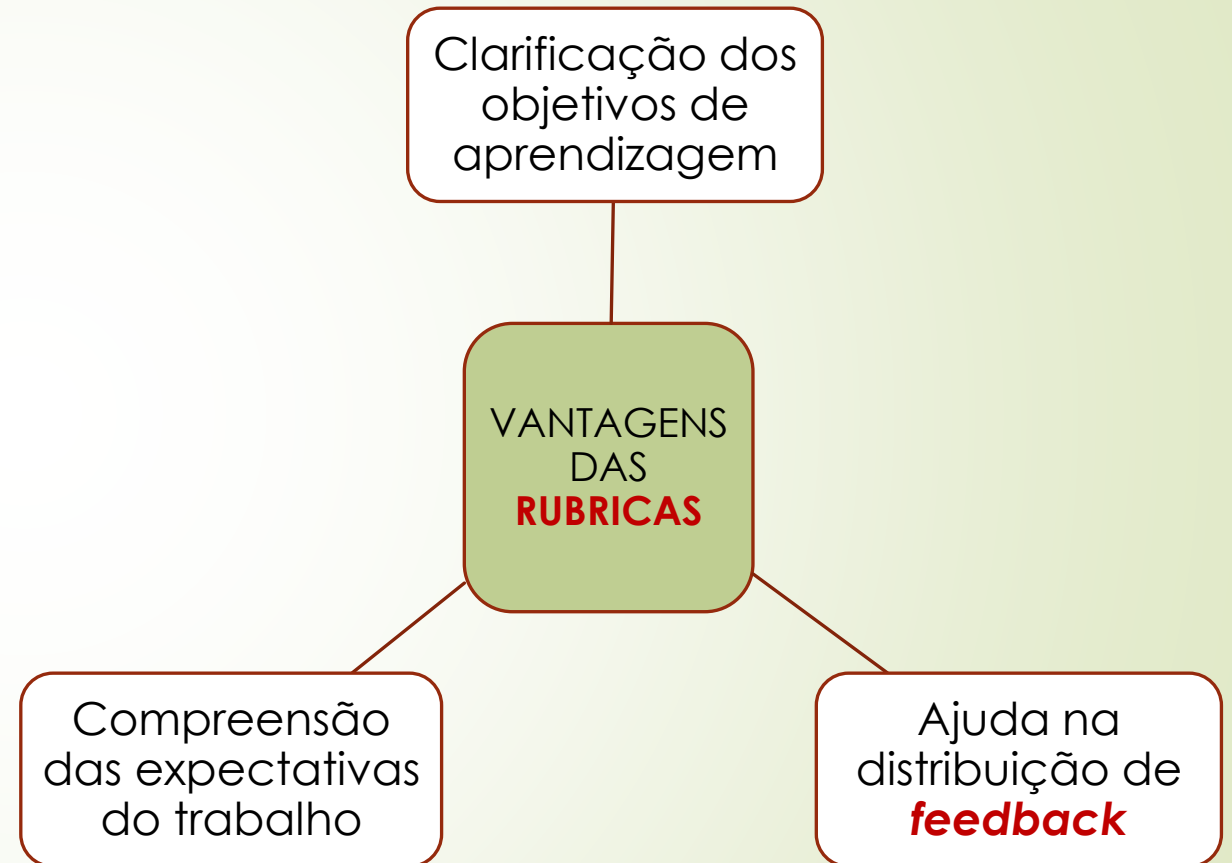 Clarificação dos
objetivos de
aprendizagem
VANTAGENS
DAS
RUBRICAS
Compreensão
das expectativas
do trabalho
Ajuda na
distribuição de
feedback